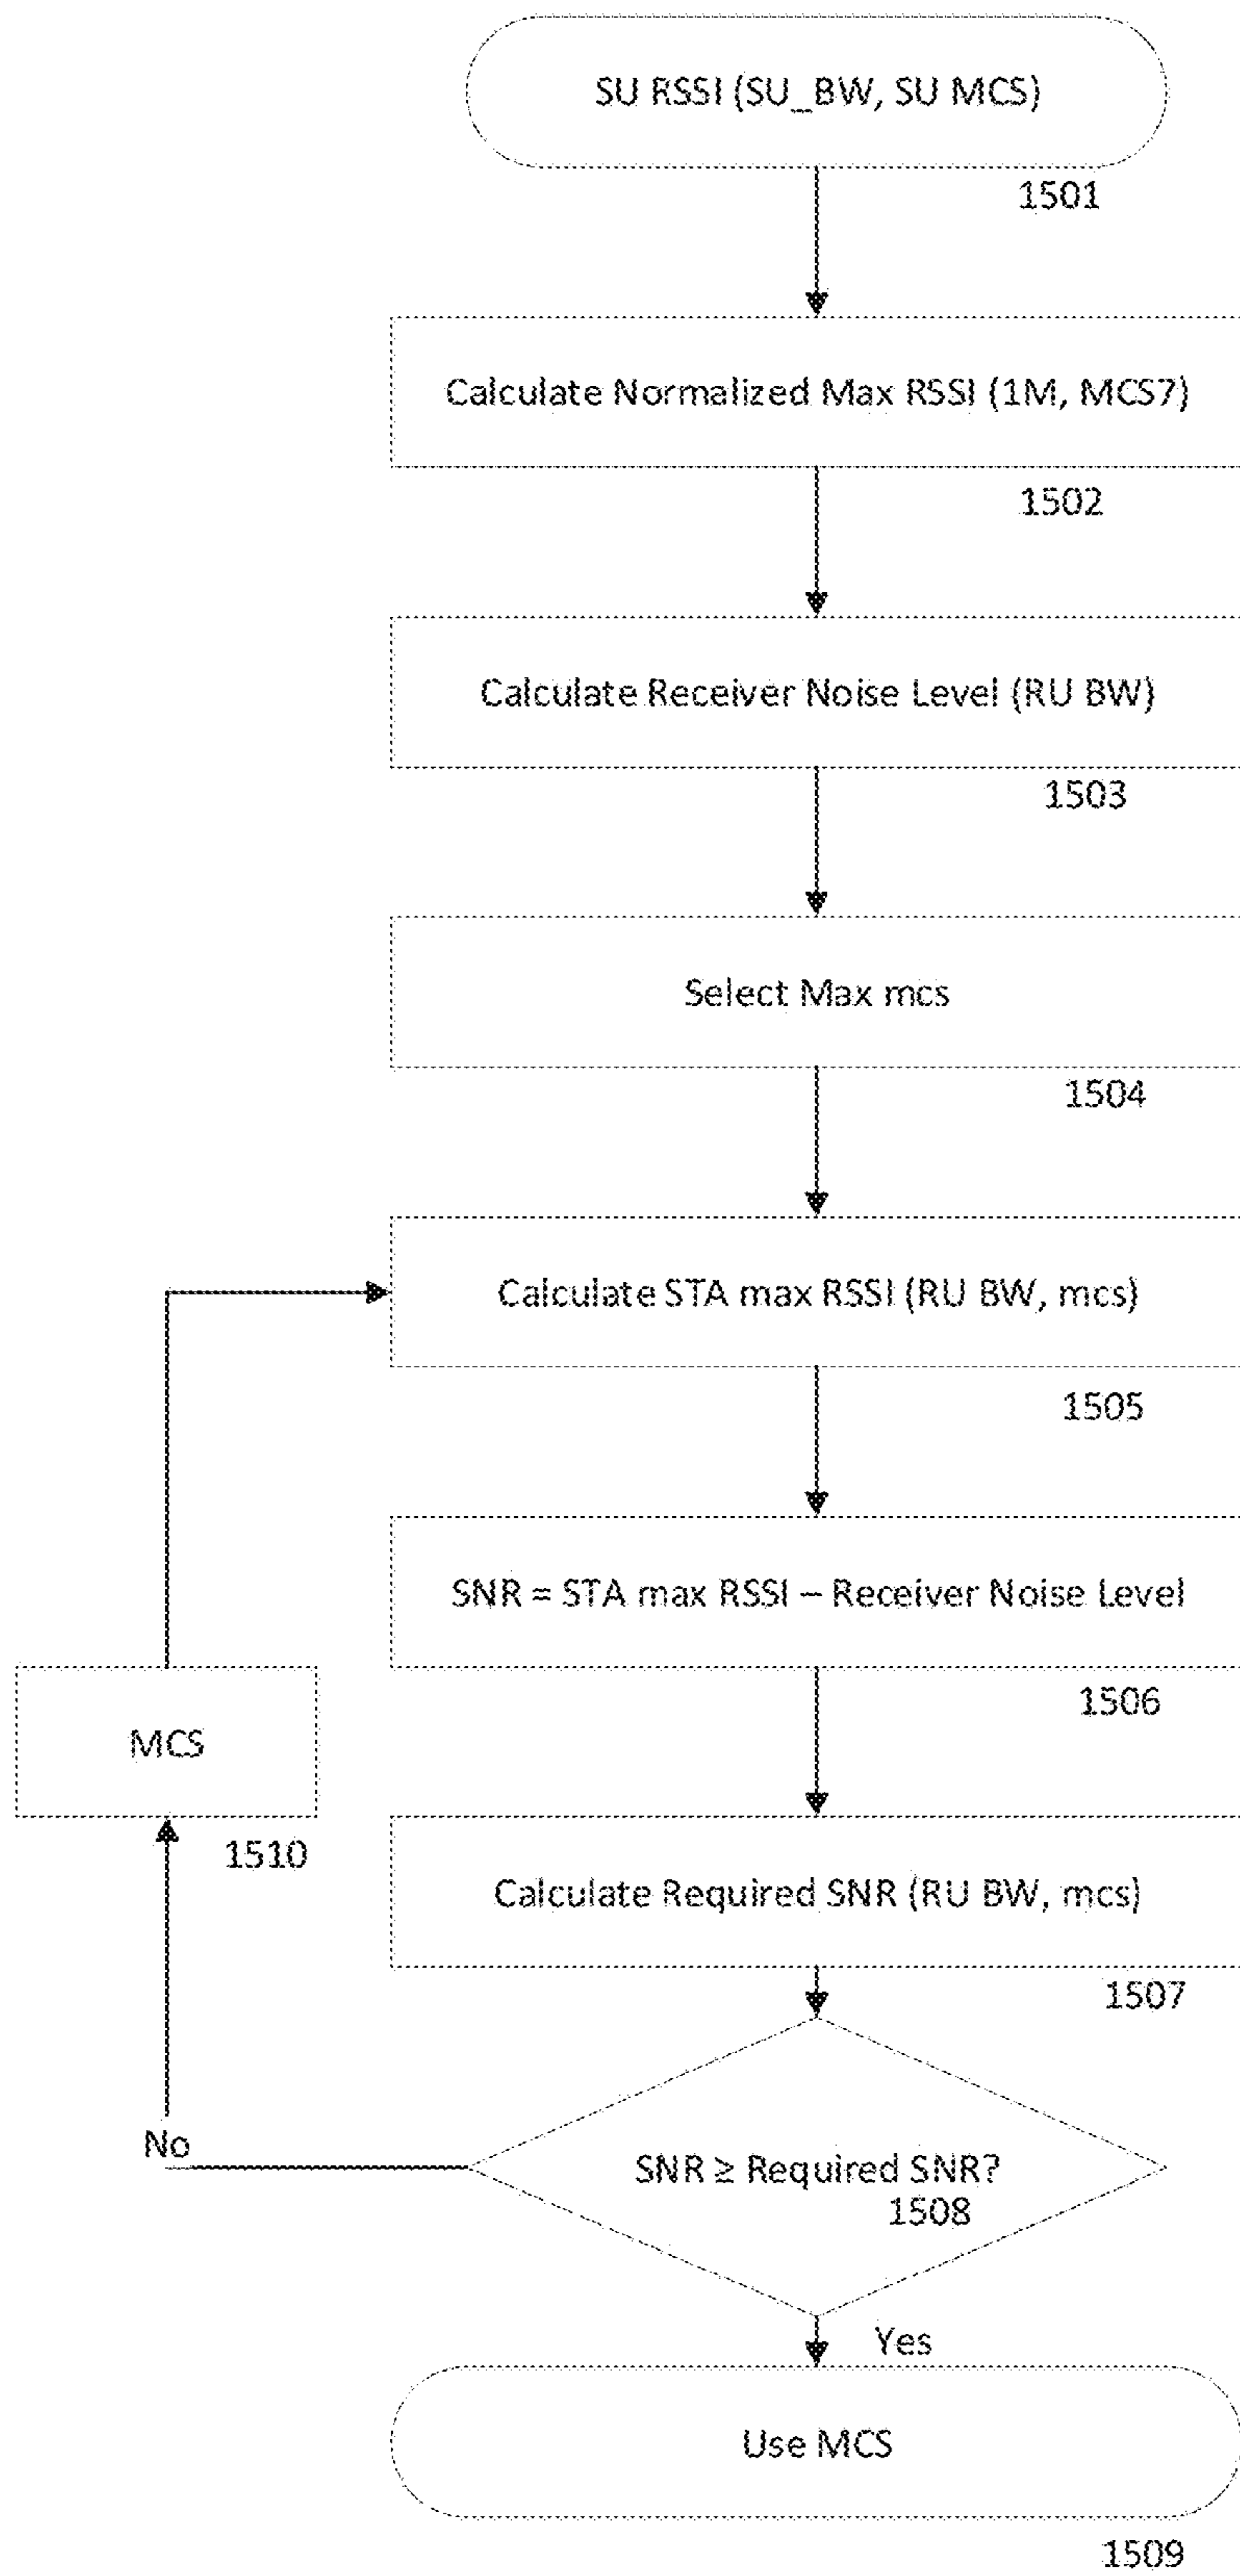 SU RSSI (SU_BW, SU MCS)
1501
Calculate Normalized Max RSSI (1M, MCS7)
1502
Calculate Receiver Noise Level (RU BW)
1503
Select Max mcs
1504
Calculate STA max RSSI (RU BW, mcs)
1505
SNR = STA max RSSI – Receiver Noise Level
1506
MCS
1510
Calculate Required SNR (RU BW, mcs)
1507
No
SNR ≥ Required SNR?
1508
Yes
Use MCS
1509